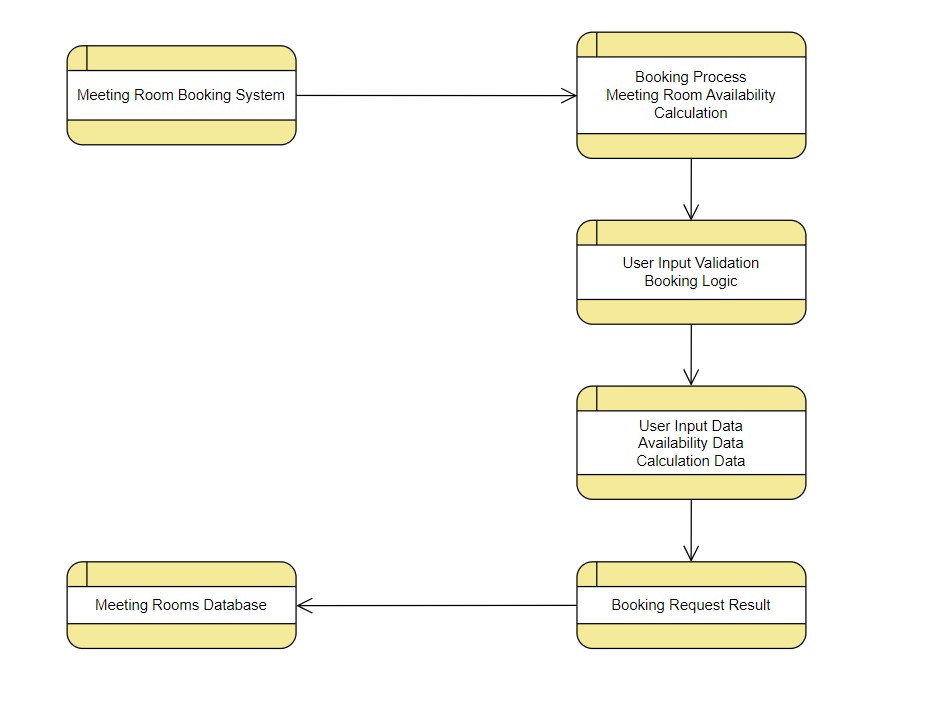 Meeting Room Booking System
Booking Process
Meeting Room Availability
Calculation
User Input Validation
Booking Logic
User Input Data
Availability Data
Calculation Data
Meeting Rooms Database
Booking Request Result